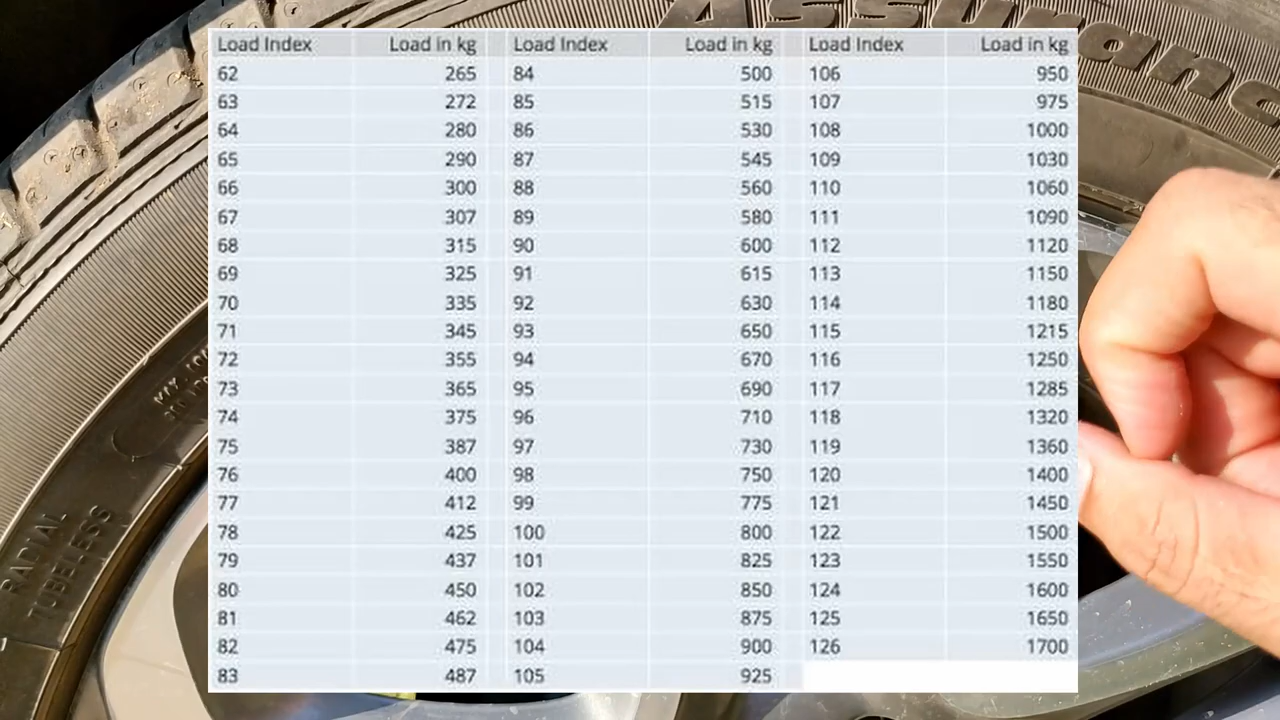 Assuranc
Load Index Load in kg Load Index Load in kg Load Index Load in kg
62 265 84 500 106 950
63 272 85 515 107 975
64 280 86 530 108 1000
65 290 87 545 109 1030
66 300 88 560 110 1060
67 307 89 580 111 1090
68 315 90 600 112 1120
69 325 91 615 113 1150
70 335 92 630 114 1180
71 345 93 650 115 1215
72 355 94 670 116 1250
73 365 95 690 117 1285
74 375 96 710 118 1320
75 387 97 730 119 1360
76 400 98 750 120 1400
77 412 99 775 121 1450
78 425 100 800 122 1500
79 437 101 825 123 1550
80 450 102 850 124 1600
81 462 103 875 125 1650
82 475 104 900 126 1700
83 487 105 925
MAX.
RADIAL
TUBELESS